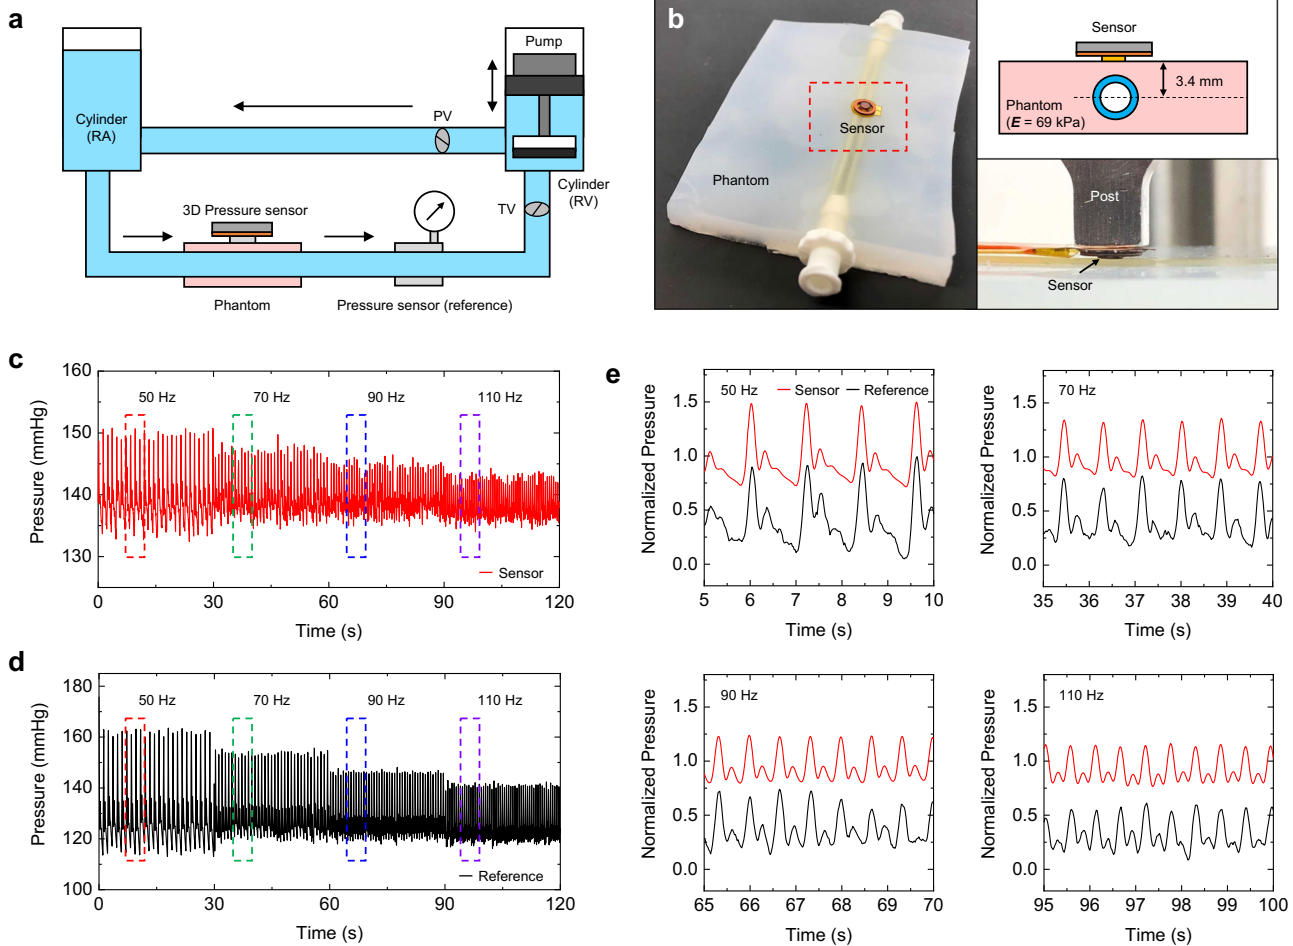 a
Pump
Cylinder
(RA)
PV
Cylinder
(RV)
TV
3D Pressure sensor
Phantom
Pressure sensor (reference)
b
Sensor
Phantom
Sensor
3.4 mm
Phantom
(E = 69 kPa)
Post
Sensor
c
Pressure (mmHg)
160
150
140
130
50 Hz
70 Hz
90 Hz
110 Hz
Sensor
0
30
60
90
120
Time (s)
d
Pressure (mmHg)
180
160
140
120
100
50 Hz
70 Hz
90 Hz
110 Hz
Reference
0
30
60
90
120
Time (s)
e
Normalized Pressure
1.5
1.0
0.5
0.0
50 Hz
Sensor
Reference
5
6
7
8
9
10
Time (s)
Normalized Pressure
1.5
1.0
0.5
0.0
70 Hz
35
36
37
38
39
40
Time (s)
Normalized Pressure
1.5
1.0
0.5
0.0
90 Hz
65
66
67
68
69
70
Time (s)
Normalized Pressure
1.5
1.0
0.5
0.0
110 Hz
95
96
97
98
99
100
Time (s)